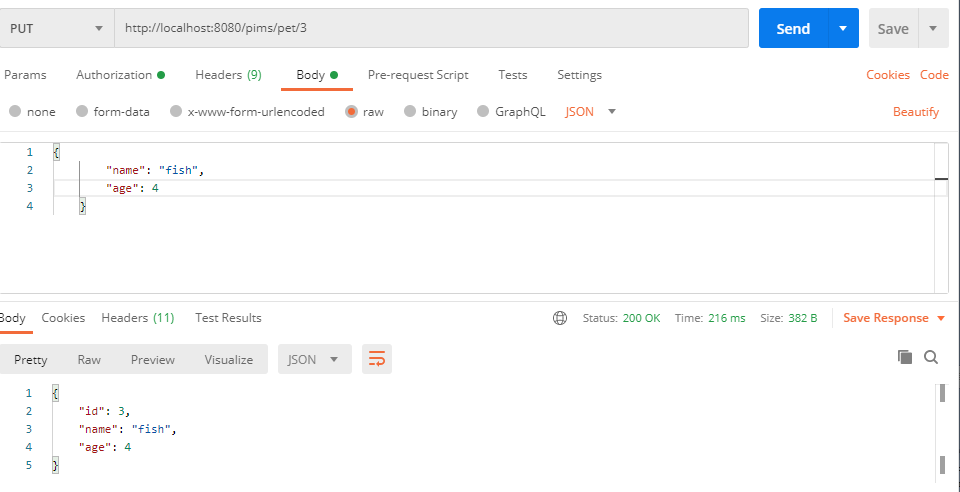 PUT http://localhost:8080/pims/pet/3 Send Save
Params Authorization Headers (9) Body Pre-request Script Tests Settings Cookies Code
none form-data x-www-form-urlencoded raw binary GraphQL JSON Beautify
1 {
2 "name": "fish",
3 "age": 4
4 }
Body Cookies Headers (11) Test Results Status: 200 OK Time: 216 ms Size: 382 B Save Response
Pretty Raw Preview Visualize JSON
1 {
2 "id": 3,
3 "name": "fish",
4 "age": 4
5 }